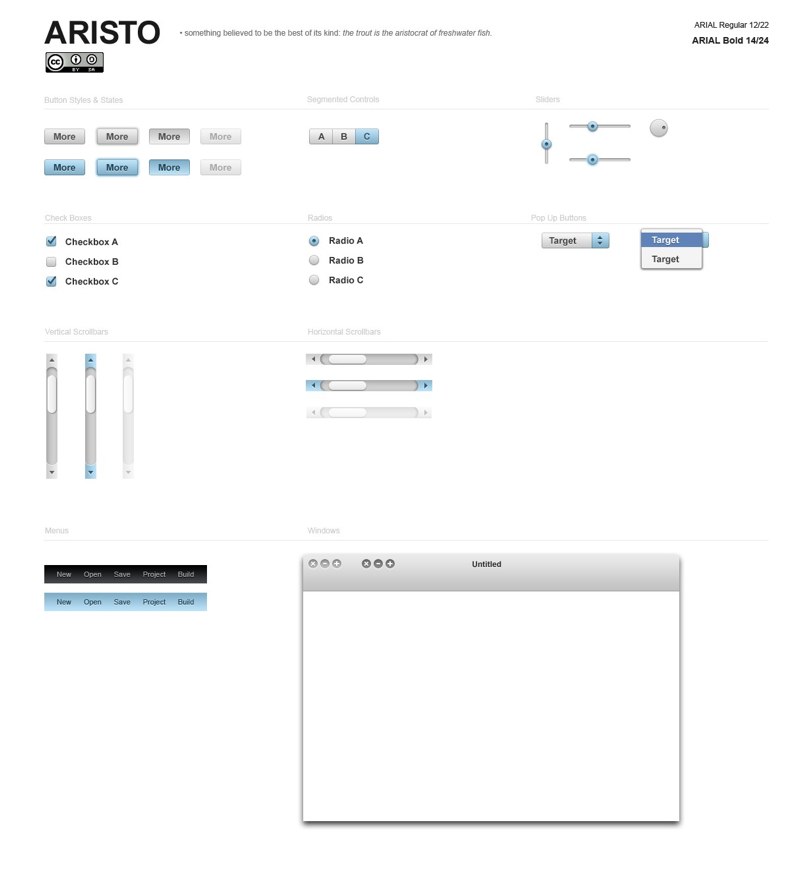 ARISTO
• something believed to be the best of its kind: the trout is the aristocrat of freshwater fish.
ARIAL Regular 12/22
ARIAL Bold 14/24
cc
BY SA
Button Styles & States
Segmented Controls
Sliders
More More More More
A B C
More More More More
Check Boxes
Radios
Pop Up Buttons
Checkbox A
Radio A
Target
Target
Checkbox B
Radio B
Target
Checkbox C
Radio C
Vertical Scrollbars
Horizontal Scrollbars
Menus
Windows
Untitled
New Open Save Project Build
New Open Save Project Build